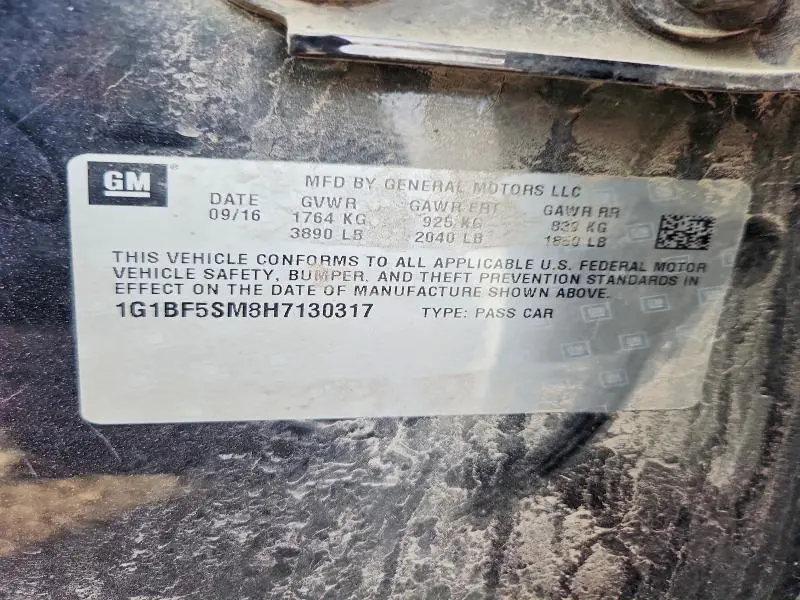 GM
MFD BY GENERAL MOTORS LLC
DATE GVWR GAWR FRT GAWR RR
09/16 1764 KG 925 KG 839 KG
3890 LB 2040 LB 1850 LB
THIS VEHICLE CONFORMS TO ALL APPLICABLE U.S. FEDERAL MOTOR
VEHICLE SAFETY, BUMPER, AND THEFT PREVENTION STANDARDS IN
EFFECT ON THE DATE OF MANUFACTURE SHOWN ABOVE.
1G1BF5SM8H7130317 TYPE: PASS CAR